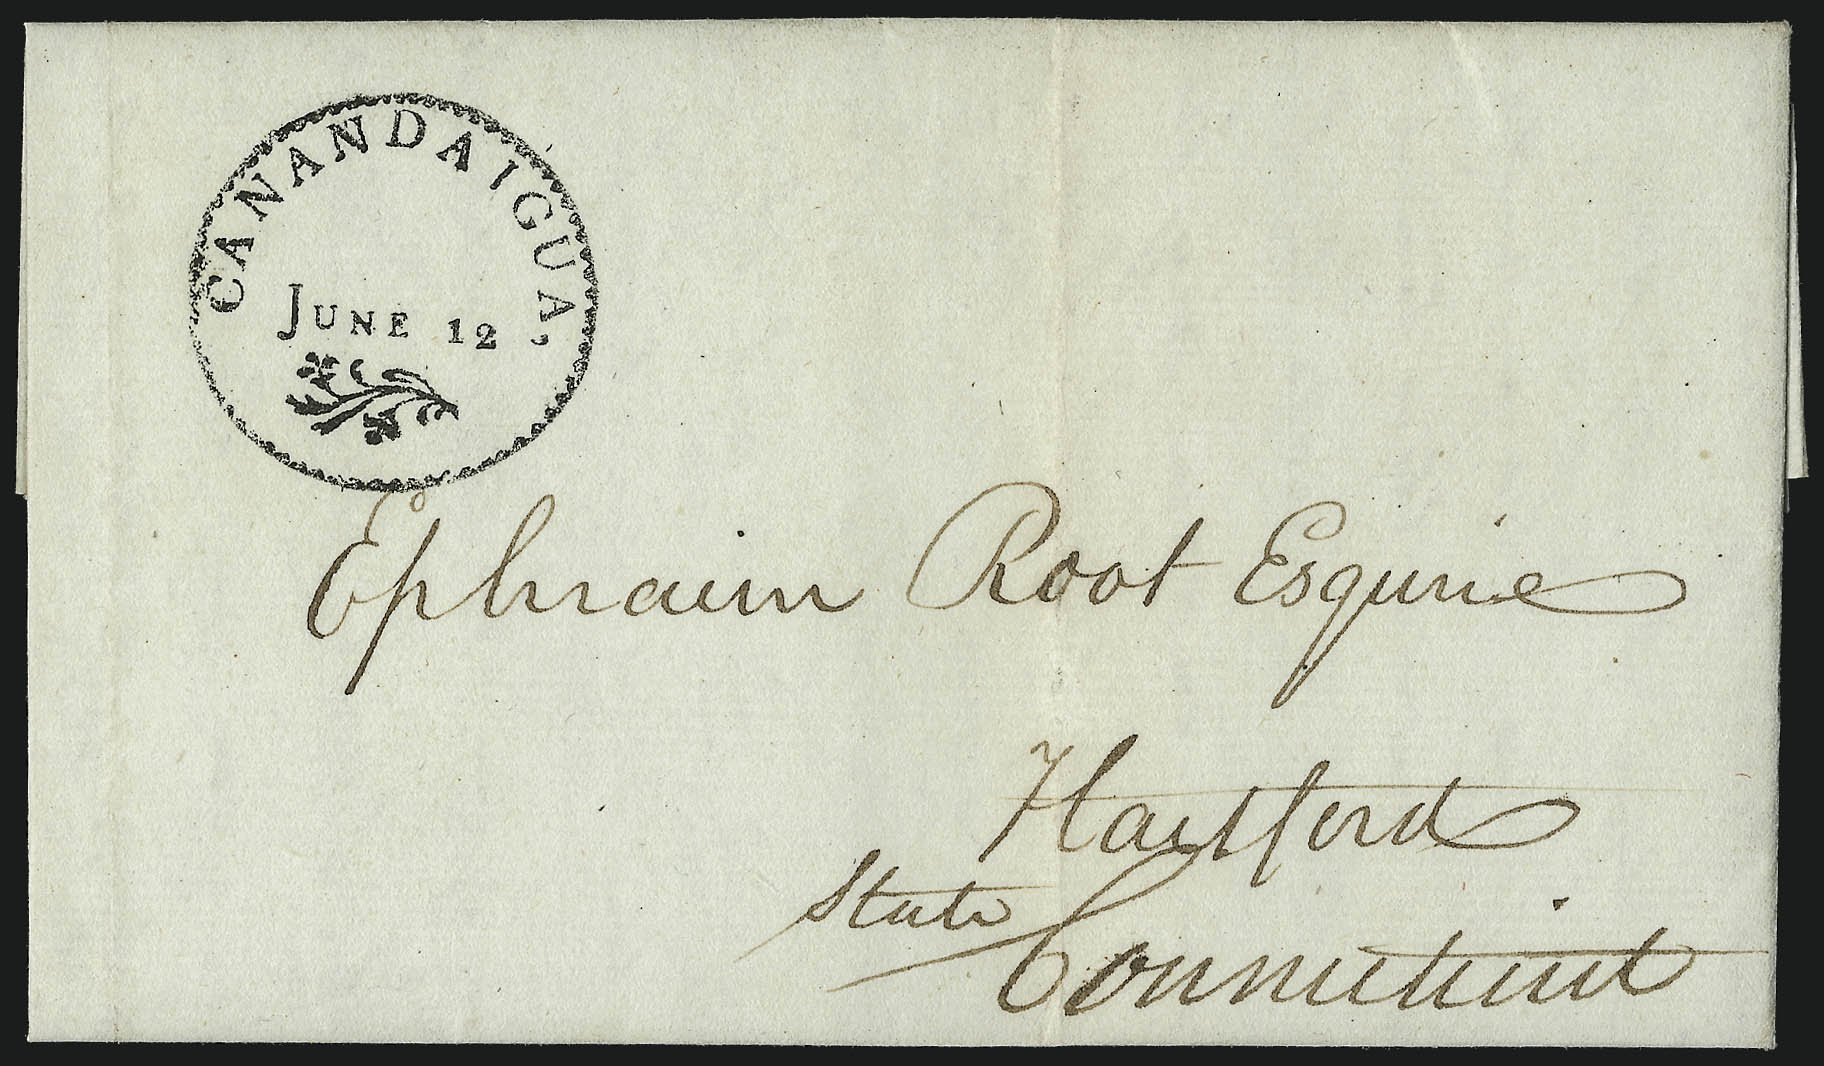 CANANDAIGUA,
JUNE 12
Ephraim Root Esquire
Hartford
State
Connecticut